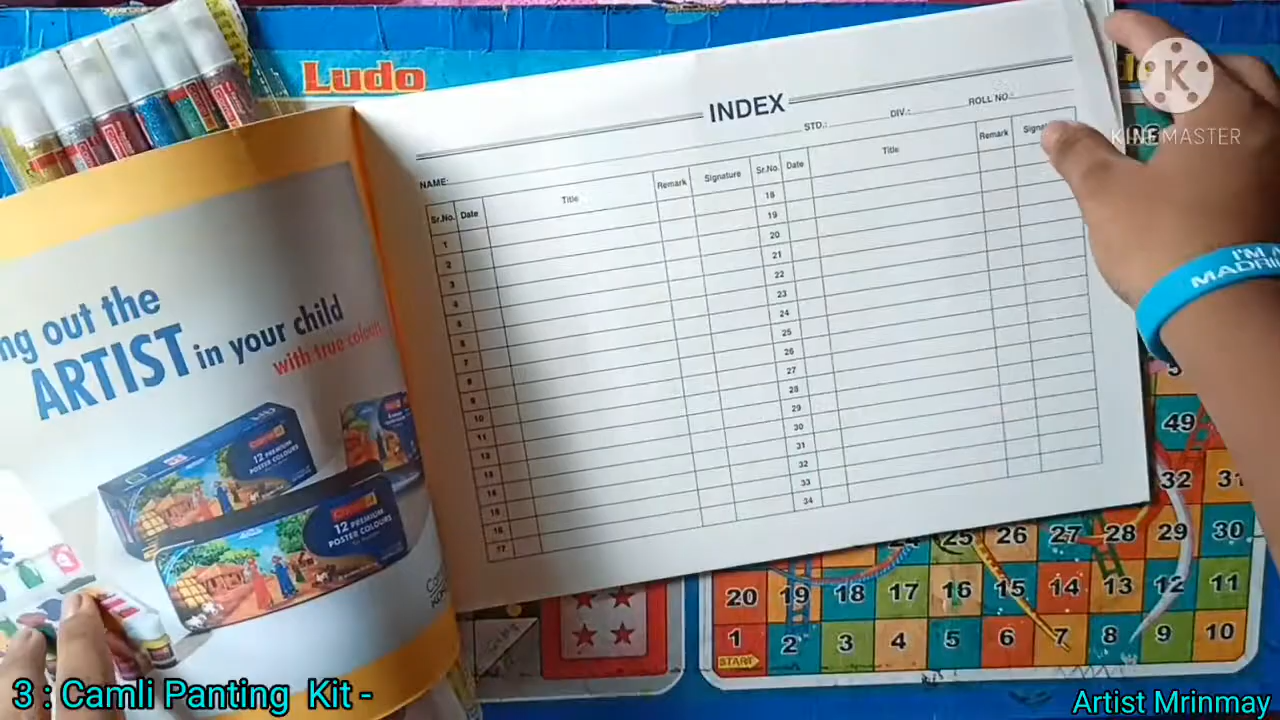 Ludo
KINEMASTER
INDEX
NAME: STD.: DIV.: ROLL NO.:
Sr.No. Date Title Remark Signature Sr.No. Date Title Remark
1 18
2 19
3 20
4 21
5 22
6 23
7 24
8 25
9 26
10 27
11 28
12 29
13 30
14 31
15 32
16 33
17 34
out the
ARTIST in your child
with true colours
12 PREMIUM
POSTER COLOURS
12 PREMIUM
POSTER COLOURS
I'M
49
32 31
25 26 27 28 29 30
20 19 18 17 16 15 14 13 12 11
1 2 3 4 5 6 7 8 9 10
START
3 : Camli Panting Kit -
Artist Mrinmay